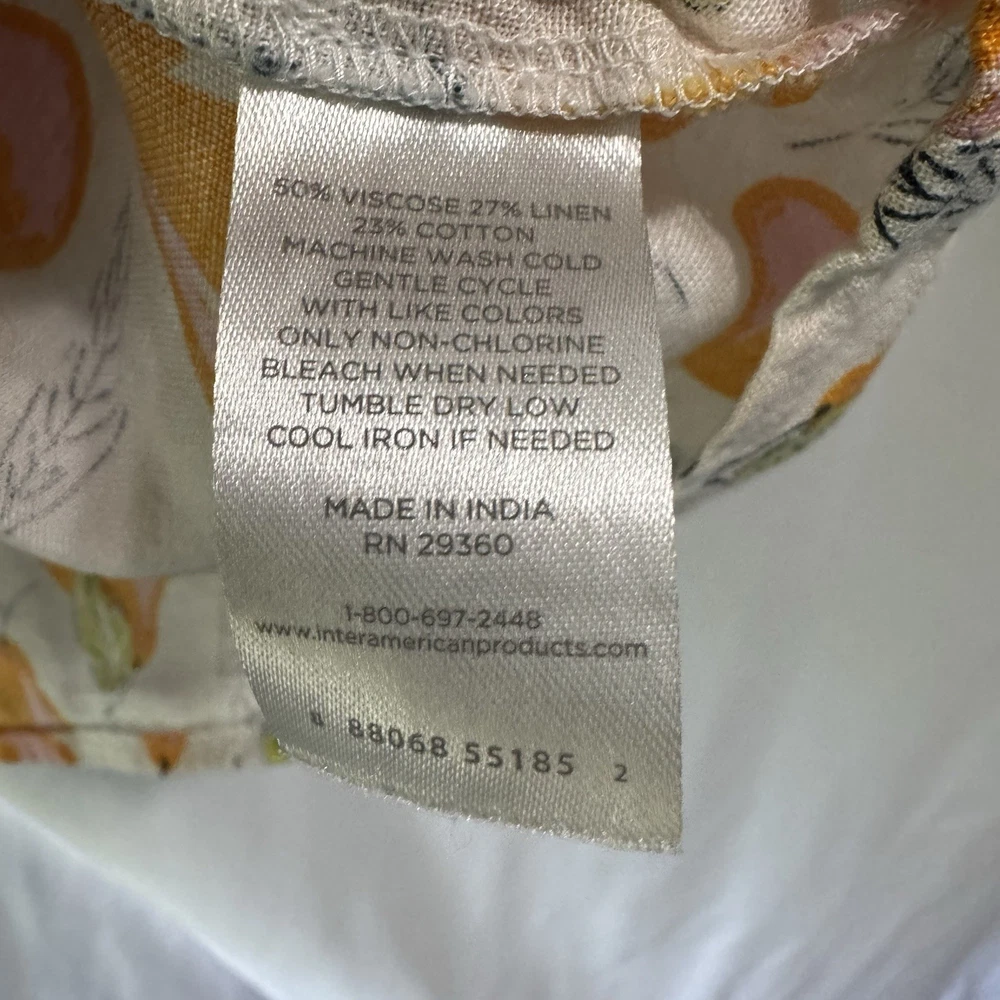 50% VISCOSE 27% LINEN
23% COTTON
MACHINE WASH COLD
GENTLE CYCLE
WITH LIKE COLORS
ONLY NON-CHLORINE
BLEACH WHEN NEEDED
TUMBLE DRY LOW
COOL IRON IF NEEDED
MADE IN INDIA
RN 29360
1-800-697-2448
www.interamericanproducts.com
8 88068 55185 2